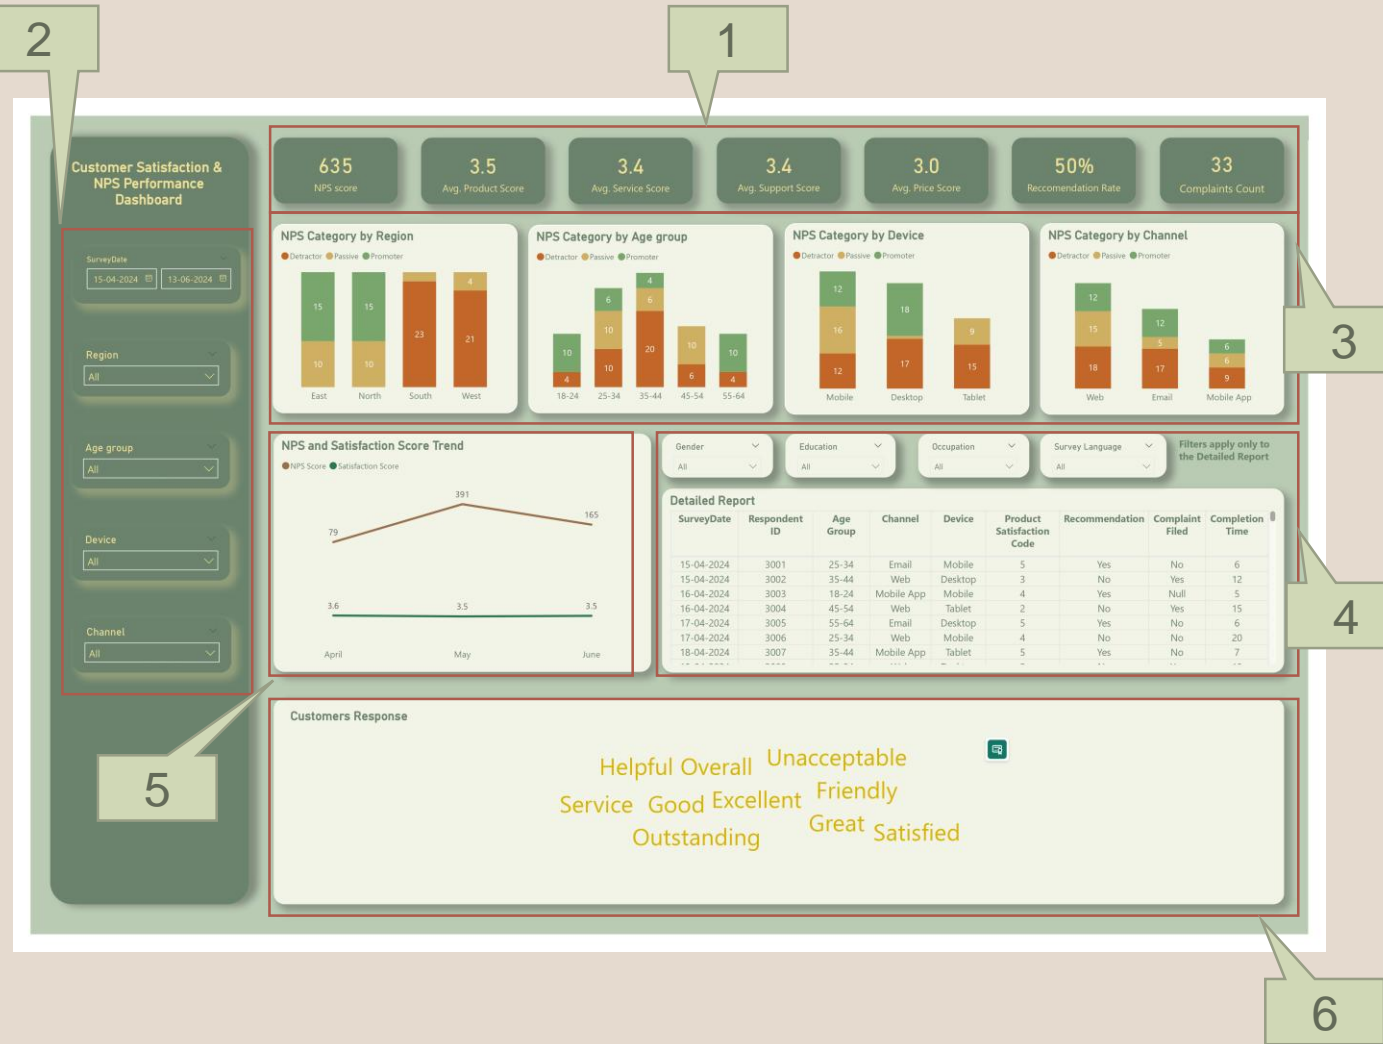 2
1
Customer Satisfaction &
NPS Performance
Dashboard
635
NPS score
3.5
Avg. Product Score
3.4
Avg. Service Score
3.4
Avg. Support Score
3.0
Avg. Price Score
50%
Reccomendation Rate
33
Complaints Count
SurveyDate
15-04-2024 13-06-2024
Region
All
Age group
All
Device
All
Channel
All
NPS Category by Region
Detractor Passive Promoter
15 15 4
23 21
10 10
East North South West
NPS Category by Age group
Detractor Passive Promoter
4
6 6
10 10 20 10 10
4 10 6 4
18-24 25-34 35-44 45-54 55-64
NPS Category by Device
Detractor Passive Promoter
12
16 18 9
12 17 15
Mobile Desktop Tablet
NPS Category by Channel
Detractor Passive Promoter
12 12
15 5 6
6
18 17 9
Web Email Mobile App
3
NPS and Satisfaction Score Trend
NPS Score Satisfaction Score
79 391 165
3.6 3.5 3.5
April May June
Gender Education Occupation Survey Language
All All All All
Filters apply only to
the Detailed Report
Detailed Report
SurveyDate Respondent ID Age Group Channel Device Product Satisfaction Code Recommendation Complaint Filed Completion Time
15-04-2024 3001 25-34 Email Mobile 5 Yes No 6
15-04-2024 3002 35-44 Web Desktop 3 No Yes 12
16-04-2024 3003 18-24 Mobile App Mobile 4 Yes Null 5
16-04-2024 3004 45-54 Web Tablet 2 No Yes 15
17-04-2024 3005 55-64 Email Desktop 5 Yes No 6
17-04-2024 3006 25-34 Web Mobile 4 No No 20
18-04-2024 3007 35-44 Mobile App Tablet 5 Yes No 7
4
5
Customers Response
Helpful Overall Unacceptable
Service Good Excellent Friendly
Outstanding Great Satisfied
6